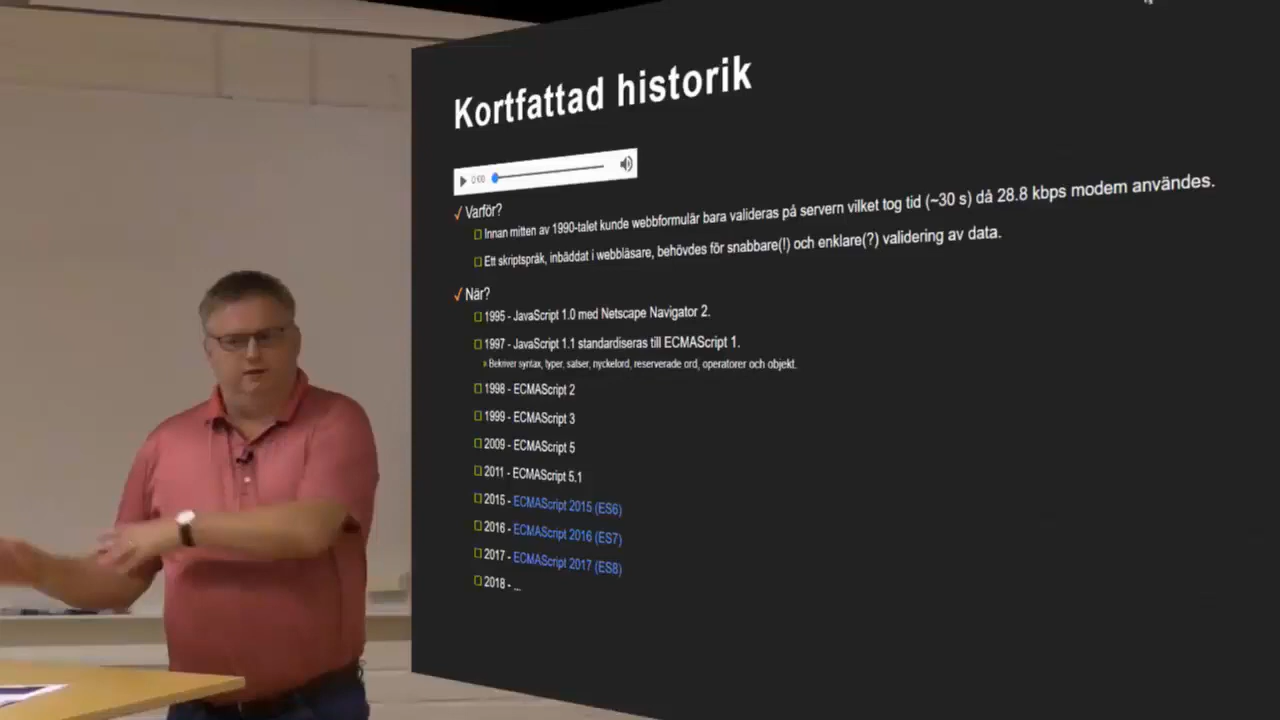 Kortfattad historik
0:00
Varför?
Innan mitten av 1990-talet kunde webbformulär bara valideras på servern vilket tog tid (~30 s) då 28.8 kbps modem användes.
Ett skriptspråk, inbäddat i webbläsare, behövdes för snabbare(!) och enklare(?) validering av data.
När?
1995 - JavaScript 1.0 med Netscape Navigator 2.
1997 - JavaScript 1.1 standardiseras till ECMAScript 1.
» Bekriver syntax, typer, satser, nyckelord, reserverade ord, operatorer och objekt.
1998 - ECMAScript 2
1999 - ECMAScript 3
2009 - ECMAScript 5
2011 - ECMAScript 5.1
2015 - ECMAScript 2015 (ES6)
2016 - ECMAScript 2016 (ES7)
2017 - ECMAScript 2017 (ES8)
2018 - ...